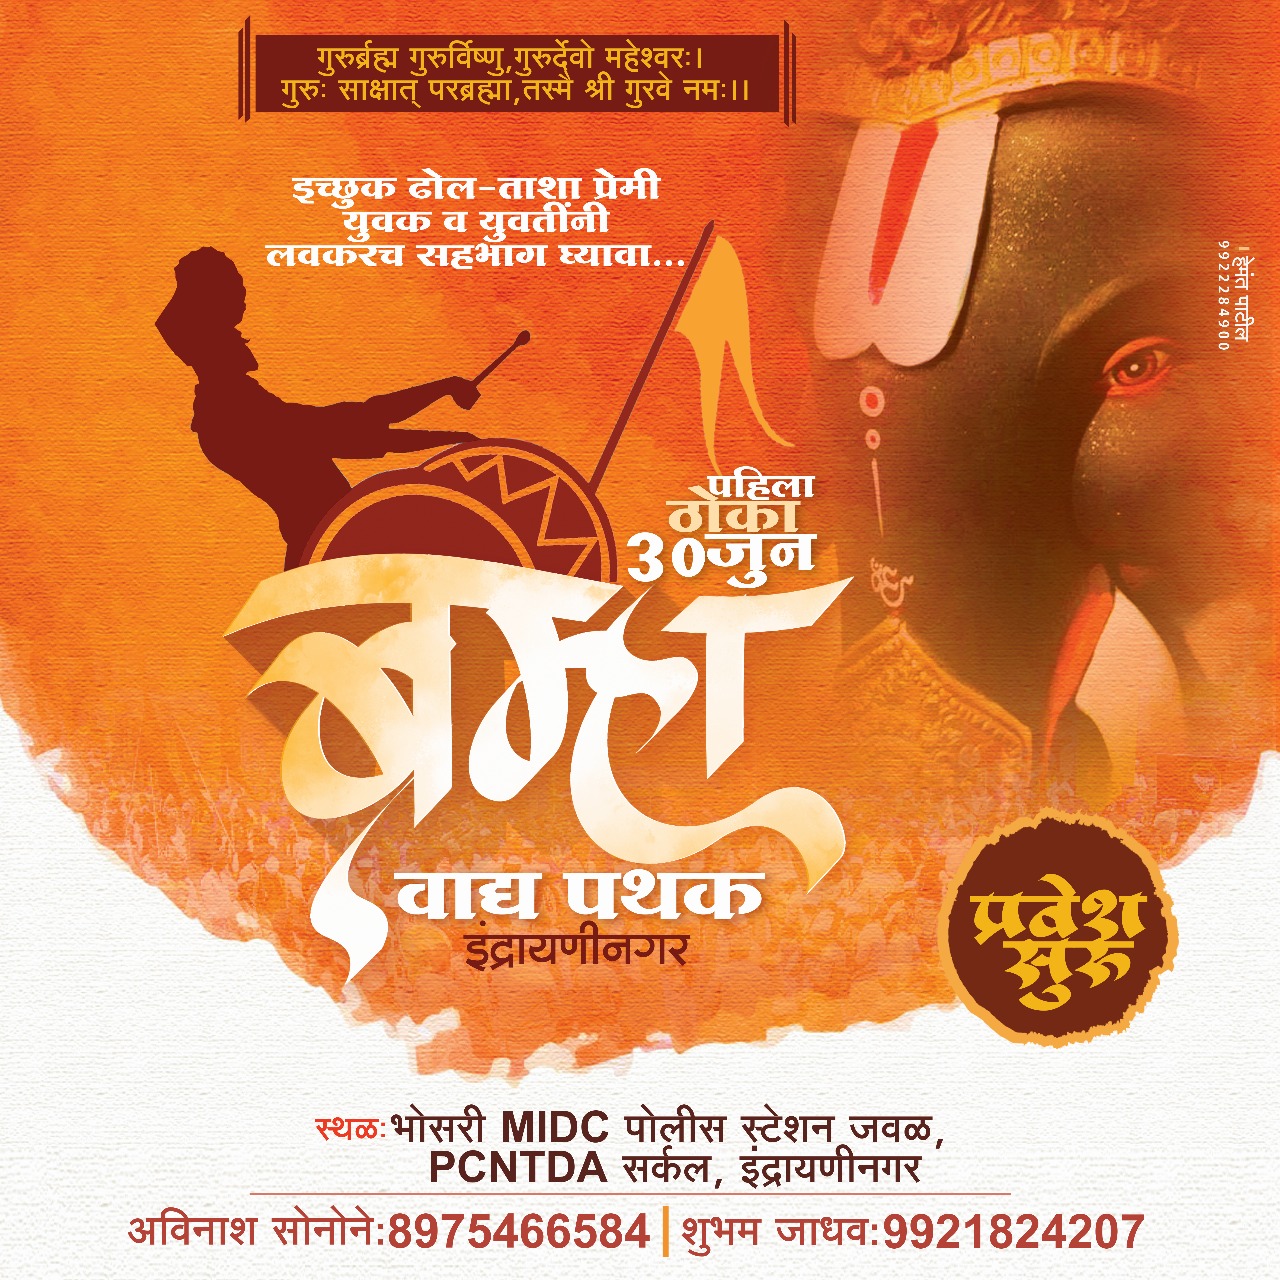 गुरुर्ब्रह्म गुरुर्विष्णु,गुरुर्देवो महेश्वरः।
गुरुः साक्षात् परब्रह्मा,तस्मै श्री गुरवे नमः।।
इच्छुक ढोल-ताशा प्रेमी
युवक व युवतींनी
लवकरच सहभाग घ्यावा...
। हेमंत पाटील
9922284900
पहिला
ठोका
30जुन
ब्रम्हा
वाद्य पथक
इंद्रायणीनगर
प्रवेश
सुरु
स्थळ:भोसरी MIDC पोलीस स्टेशन जवळ,
PCNTDA सर्कल, इंद्रायणीनगर
अविनाश सोनोने:8975466584|शुभम जाधव:9921824207